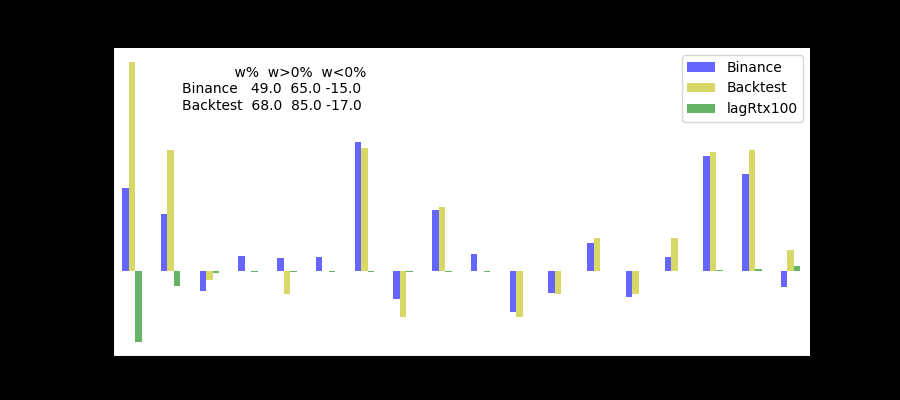 w% w>0% w<0%
Binance 49.0 65.0 -15.0
Backtest 68.0 85.0 -17.0
Binance
Backtest
lagRtx100